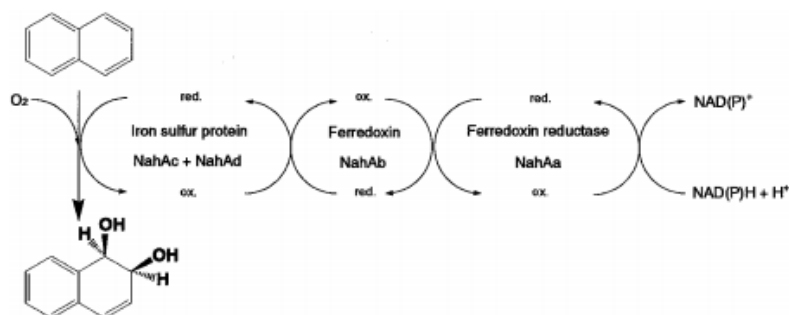 O2 red. ox. red. NAD(P)+
Iron sulfur protein Ferredoxin Ferredoxin reductase
NahAc + NahAd NahAb NahAa
ox. red. ox. NAD(P)H + H+
OH
H
OH
H